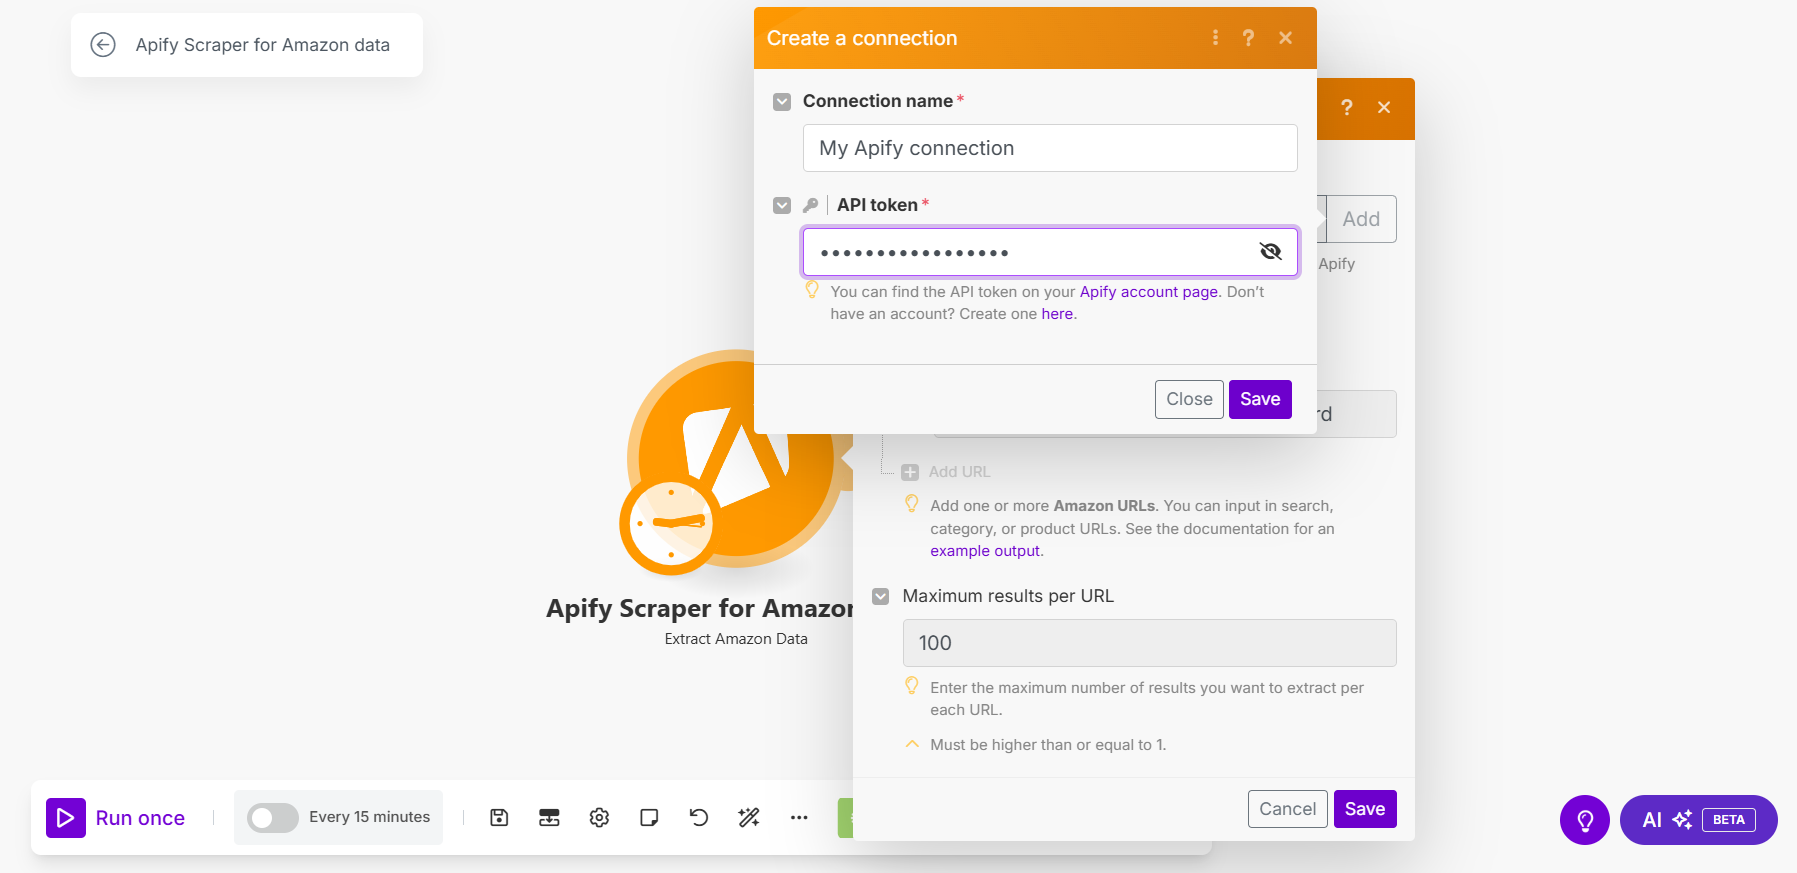 Apify Scraper for Amazon data
Create a connection
Connection name *
My Apify connection
API token *
•••••••••••••••••
You can find the API token on your Apify account page. Don't
have an account? Create one here.
Close
Save
Add
Apify
rd
Add URL
Add one or more Amazon URLs. You can input in search,
category, or product URLs. See the documentation for an
example output.
Maximum results per URL
100
Enter the maximum number of results you want to extract per
each URL.
Must be higher than or equal to 1.
Cancel
Save
Apify Scraper for Amazon
Extract Amazon Data
Run once
Every 15 minutes
AI
BETA